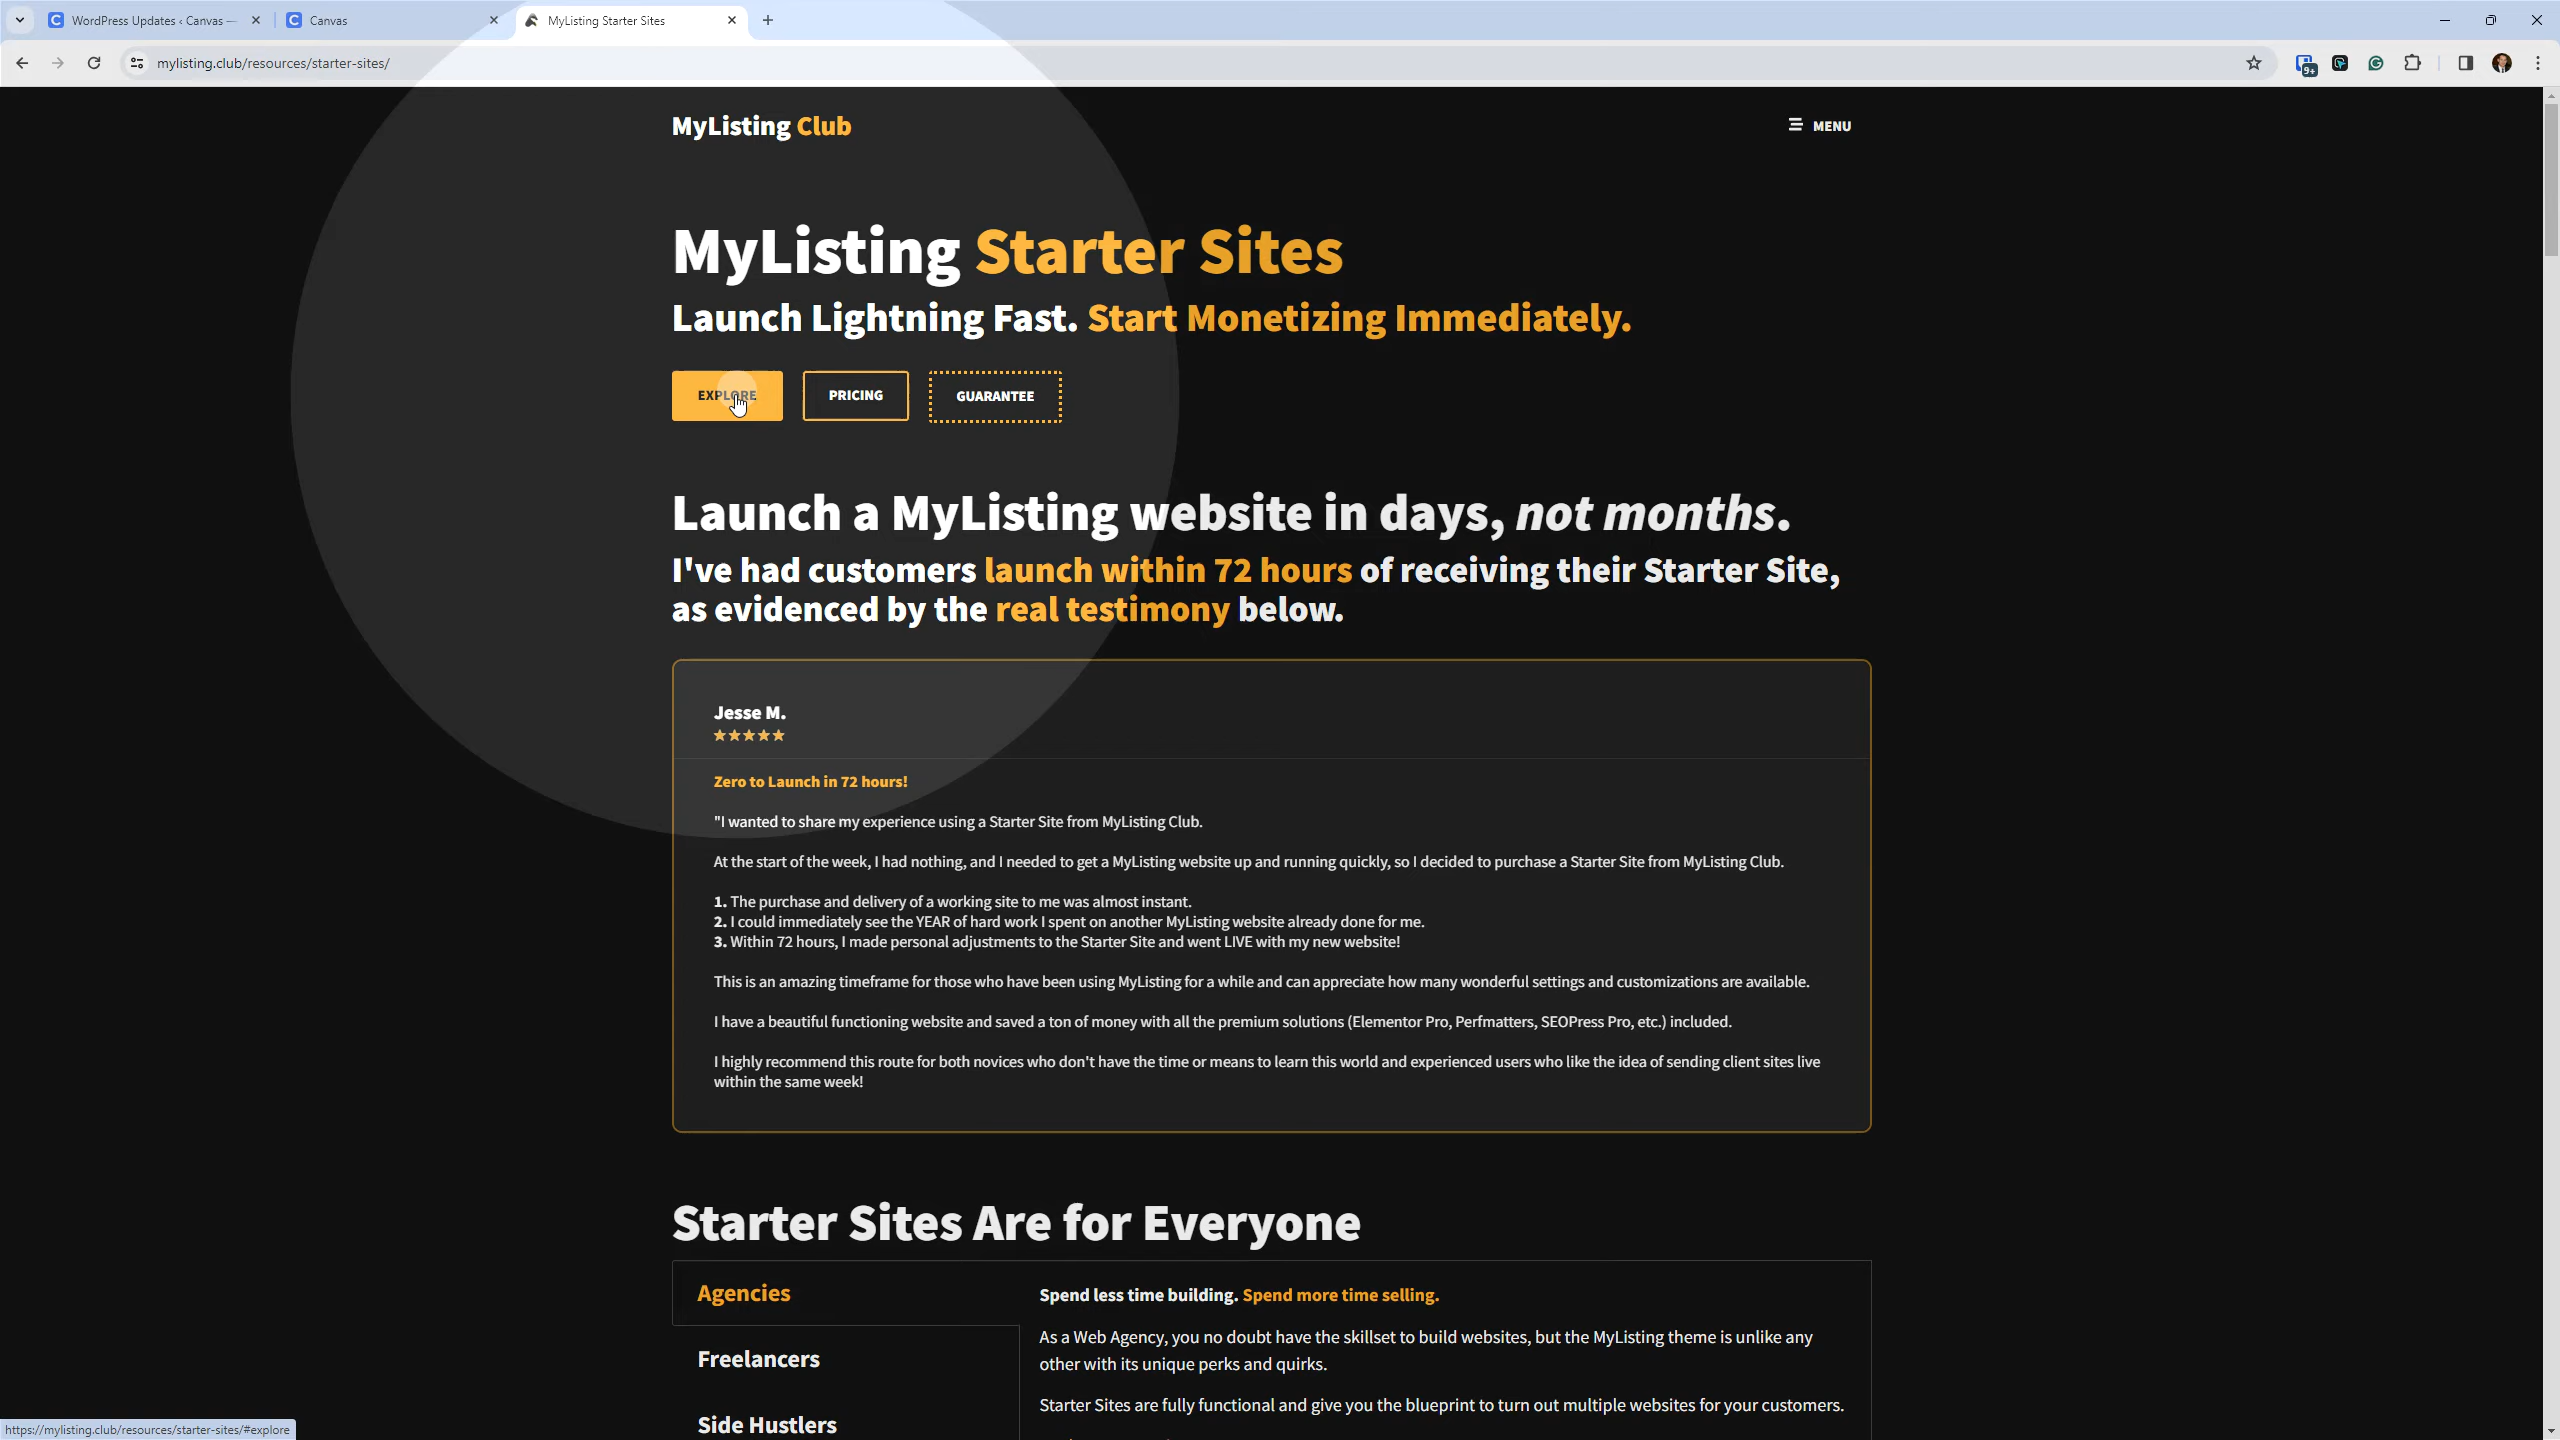 WordPress Updates ‹ Canvas —
Canvas
MyListing Starter Sites
mylisting.club/resources/starter-sites/
9+
MyListing Club
MENU
MyListing Starter Sites
Launch Lightning Fast. Start Monetizing Immediately.
EXPLORE
PRICING
GUARANTEE
Launch a MyListing website in days, not months.
I've had customers launch within 72 hours of receiving their Starter Site,
as evidenced by the real testimony below.
Jesse M.
Zero to Launch in 72 hours!
"I wanted to share my experience using a Starter Site from MyListing Club.
At the start of the week, I had nothing, and I needed to get a MyListing website up and running quickly, so I decided to purchase a Starter Site from MyListing Club.
1. The purchase and delivery of a working site to me was almost instant.
2. I could immediately see the YEAR of hard work I spent on another MyListing website already done for me.
3. Within 72 hours, I made personal adjustments to the Starter Site and went LIVE with my new website!
This is an amazing timeframe for those who have been using MyListing for a while and can appreciate how many wonderful settings and customizations are available.
I have a beautiful functioning website and saved a ton of money with all the premium solutions (Elementor Pro, Perfmatters, SEOPress Pro, etc.) included.
I highly recommend this route for both novices who don't have the time or means to learn this world and experienced users who like the idea of sending client sites live
within the same week!
Starter Sites Are for Everyone
Agencies
Freelancers
Side Hustlers
Spend less time building. Spend more time selling.
As a Web Agency, you no doubt have the skillset to build websites, but the MyListing theme is unlike any
other with its unique perks and quirks.
Starter Sites are fully functional and give you the blueprint to turn out multiple websites for your customers.
https://mylisting.club/resources/starter-sites/#explore